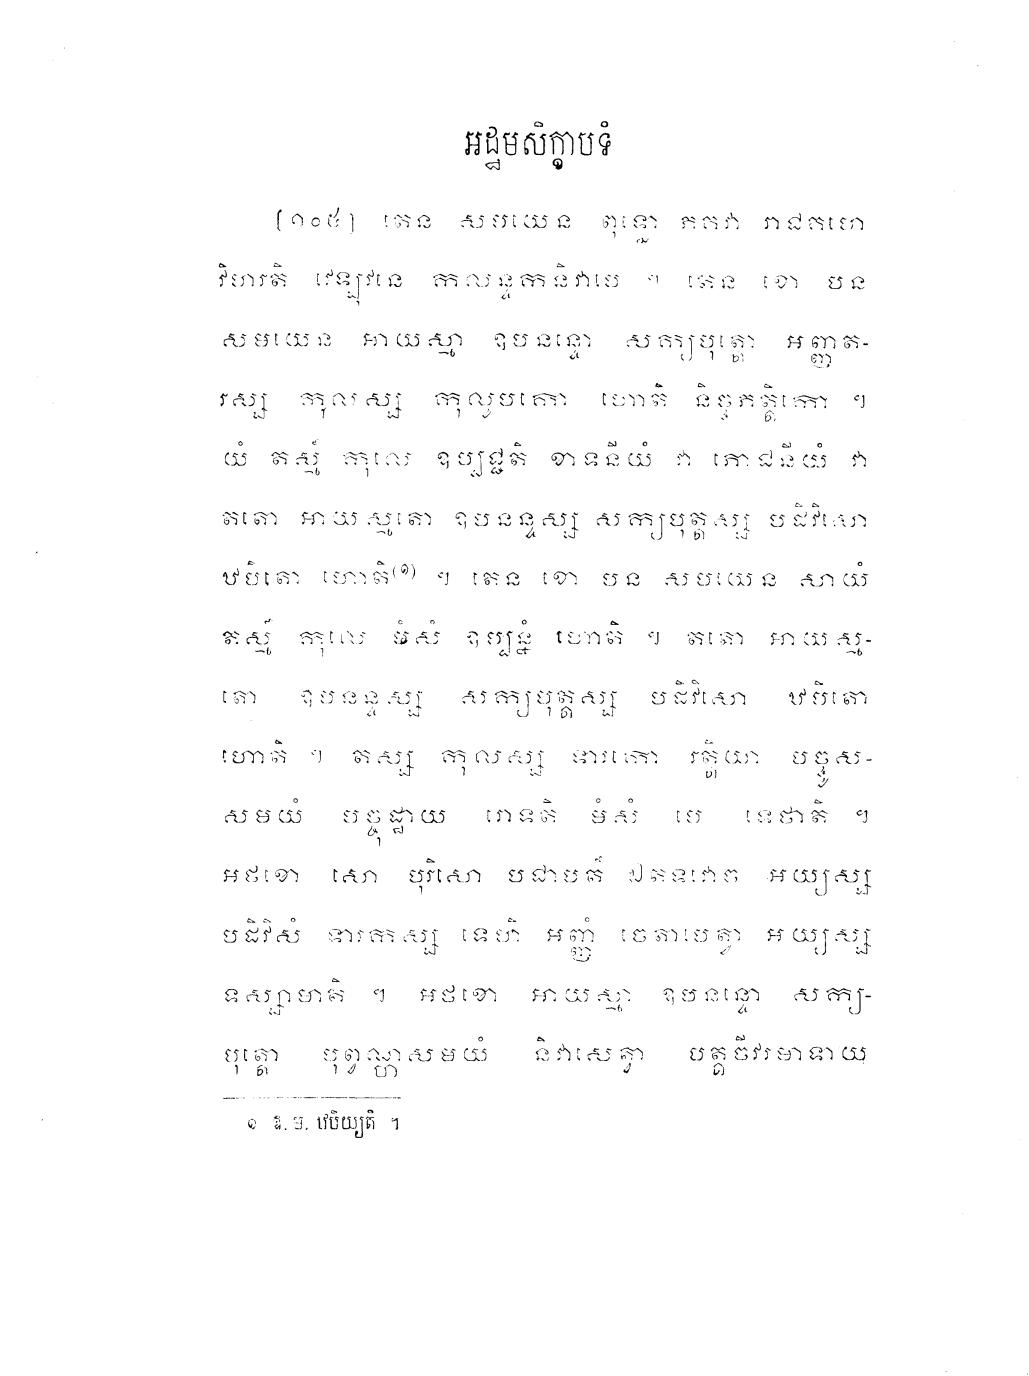 អដ្ឋមសិក្ខាបទំ
[១០៥] តេន សមយេន ពុទ្ធោ ភគវា រាជគហេ
វិហរតិ វេឡុវនេ កលន្ទកនិវាបេ ។ តេន ខោ បន
សមយេន អាយស្មា ឧបនន្ទោ សក្យបុត្តោ អញ្ញត-
រស្ស កុលស្ស កុលូបកោ ហោតិ និច្ចភត្តិកោ ។
យំ តស្មឹ កុលេ ឧប្បជ្ជតិ ខាទនីយំ វា ភោជនីយំ វា
តតោ អាយស្មតោ ឧបនន្ទស្ស សក្យបុត្តស្ស បដិវិសោ
ឋបិតោ ហោតិ(១) ។ តេន ខោ បន សមយេន សាយំ
តស្មឹ កុលេ មំសំ ឧប្បន្នំ ហោតិ ។ តតោ អាយស្ម-
តោ ឧបនន្ទស្ស សក្យបុត្តស្ស បដិវិសោ ឋបិតោ
ហោតិ ។ តស្ស កុលស្ស ទារកោ រត្តិយា បច្ចូស-
សមយំ បច្ចុដ្ឋាយ រោទតិ មំសំ មេ ទេថាតិ ។
អថខោ សោ បុរិសោ បជាបតឹ ឯតទវោច អយ្យស្ស
បដិវិសំ ទារកស្ស ទេហិ អញ្ញំ ចេតាបេត្វា អយ្យស្ស
ទស្សាមាតិ ។ អថខោ អាយស្មា ឧបនន្ទោ សក្យ-
បុត្តោ បុព្វណ្ហសមយំ និវាសេត្វា បត្តចីវរមាទាយ
១ ឱ. ម. ឋបិយ្យតិ ។